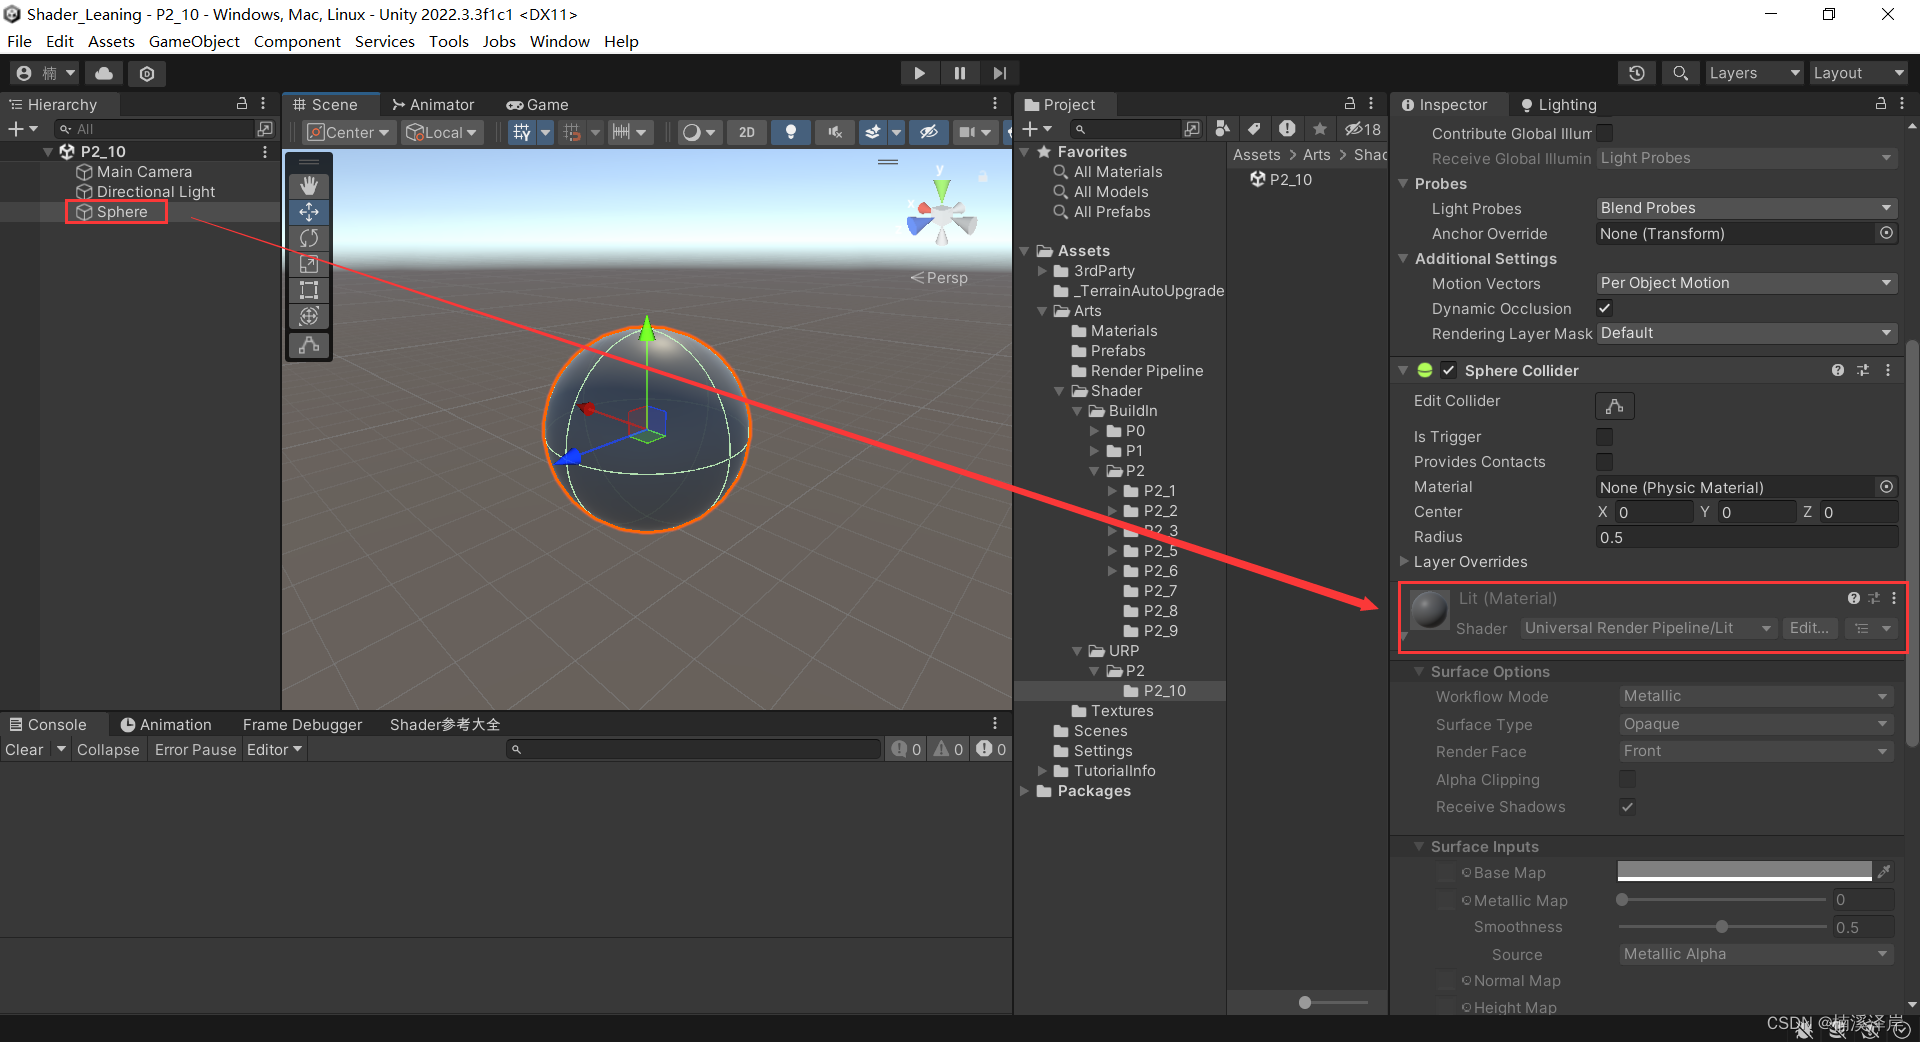 Shader_Leaning - P2_10 - Windows, Mac, Linux - Unity 2022.3.3f1c1 <DX11>
File Edit Assets GameObject Component Services Tools Jobs Window Help
楠
Layers
Layout
Hierarchy
All
P2_10
Main Camera
Directional Light
Sphere
Scene
Animator
Game
Center
Local
2D
y
x
Persp
Project
18
Favorites
All Materials
All Models
All Prefabs
Assets
3rdParty
_TerrainAutoUpgrade
Arts
Materials
Prefabs
Render Pipeline
Shader
BuildIn
P0
P1
P2
P2_1
P2_2
P2_3
P2_5
P2_6
P2_7
P2_8
P2_9
URP
P2
P2_10
Textures
Scenes
Settings
TutorialInfo
Packages
Assets > Arts > Shad
P2_10
Console
Animation
Frame Debugger
Shader参考大全
Clear
Collapse
Error Pause
Editor
0
0
0
Inspector
Lighting
Contribute Global Illum
Receive Global Illumin Light Probes
Probes
Light Probes Blend Probes
Anchor Override None (Transform)
Additional Settings
Motion Vectors Per Object Motion
Dynamic Occlusion
Rendering Layer Mask Default
Sphere Collider
Edit Collider
Is Trigger
Provides Contacts
Material None (Physic Material)
Center X 0 Y 0 Z 0
Radius 0.5
Layer Overrides
Lit (Material)
Shader Universal Render Pipeline/Lit Edit...
Surface Options
Workflow Mode Metallic
Surface Type Opaque
Render Face Front
Alpha Clipping
Receive Shadows
Surface Inputs
Base Map
Metallic Map 0
Smoothness 0.5
Source Metallic Alpha
Normal Map
Height Map
CSDN @楠溪泽岸